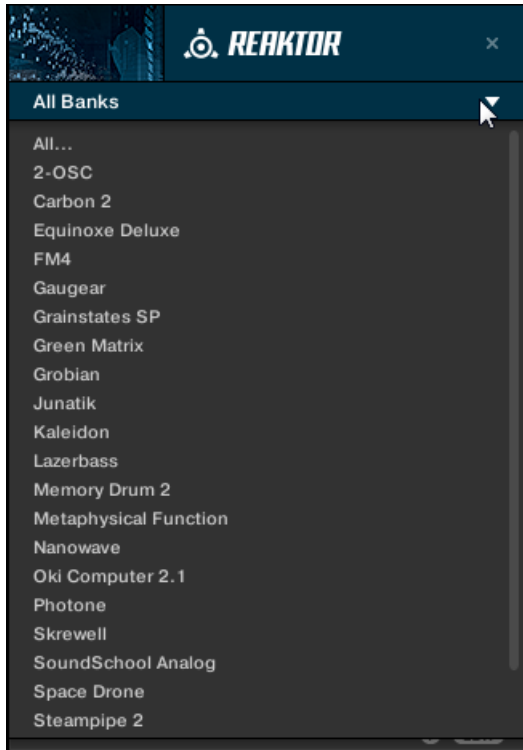 REAKTOR
All Banks
All...
2-OSC
Carbon 2
Equinoxe Deluxe
FM4
Gaugear
Grainstates SP
Green Matrix
Grobian
Junatik
Kaleidon
Lazerbass
Memory Drum 2
Metaphysical Function
Nanowave
Oki Computer 2.1
Photone
Skrewell
SoundSchool Analog
Space Drone
Steampipe 2